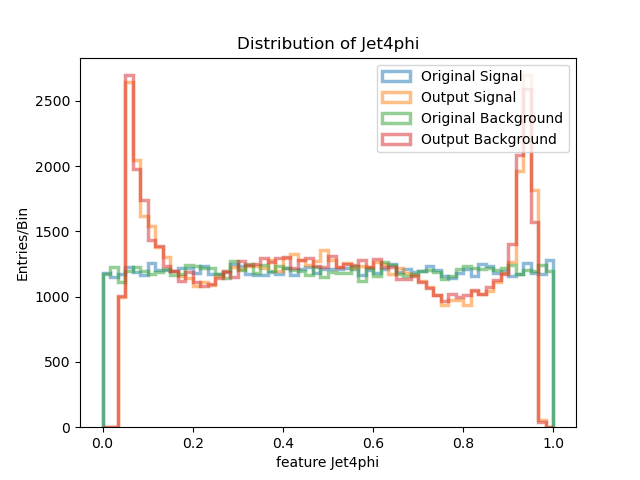 Distribution of Jet4phi
Original Signal
Output Signal
Original Background
Output Background
Entries/Bin
2500
2000
1500
1000
500
0
0.0 0.2 0.4 0.6 0.8 1.0
feature Jet4phi